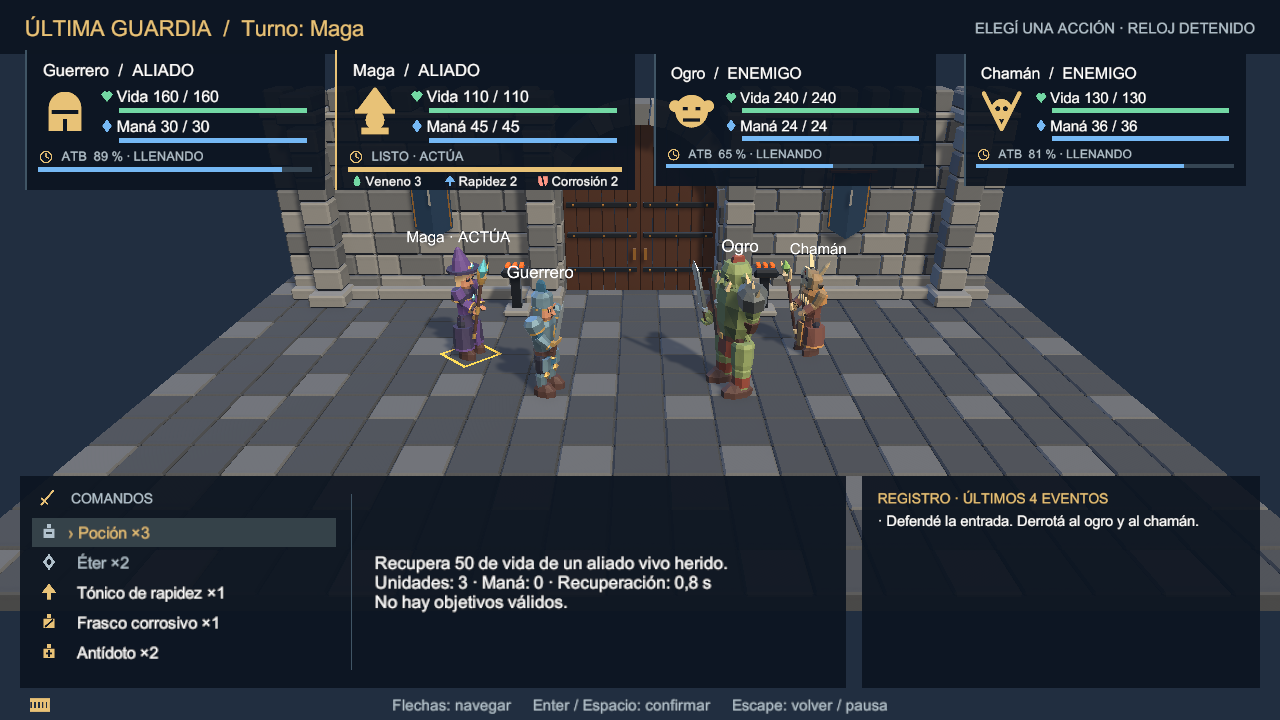 ÚLTIMA GUARDIA / Turno: Maga
ELEGÍ UNA ACCIÓN · RELOJ DETENIDO
Guerrero / ALIADO
Vida 160 / 160
Maná 30 / 30
ATB 89 % · LLENANDO
Maga / ALIADO
Vida 110 / 110
Maná 45 / 45
LISTO · ACTÚA
Veneno 3 Rapidez 2 Corrosión 2
Ogro / ENEMIGO
Vida 240 / 240
Maná 24 / 24
ATB 65 % · LLENANDO
Chamán / ENEMIGO
Vida 130 / 130
Maná 36 / 36
ATB 81 % · LLENANDO
Maga · ACTÚA
Guerrero
Ogro
Chamán
COMANDOS
› Poción ×3
Éter ×2
Tónico de rapidez ×1
Frasco corrosivo ×1
Antídoto ×2
Recupera 50 de vida de un aliado vivo herido.
Unidades: 3 · Maná: 0 · Recuperación: 0,8 s
No hay objetivos válidos.
REGISTRO · ÚLTIMOS 4 EVENTOS
· Defendé la entrada. Derrotá al ogro y al chamán.
Flechas: navegar Enter / Espacio: confirmar Escape: volver / pausa